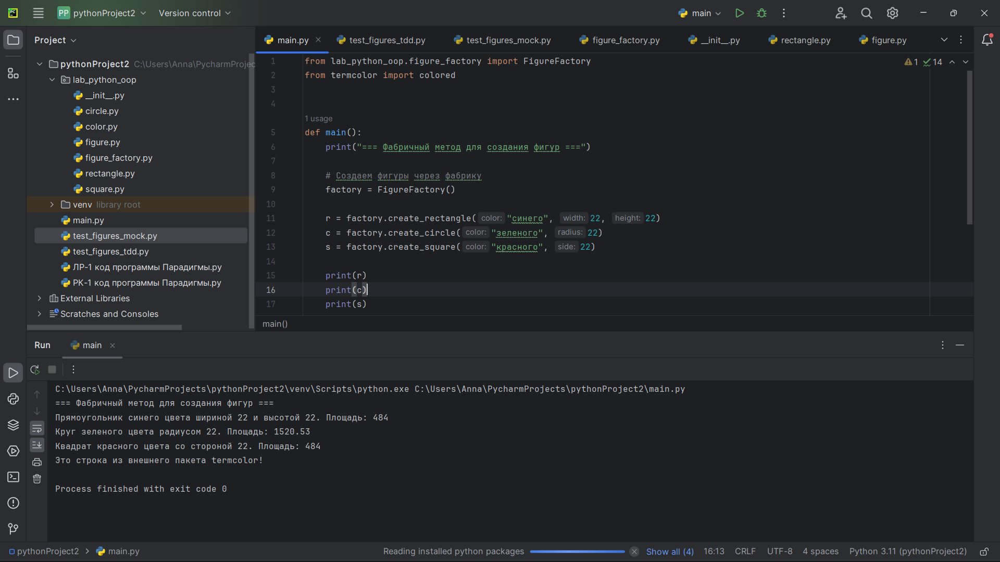 PC
PP pythonProject2 Version control main
Project
pythonProject2 C:\Users\Anna\PycharmProjec
lab_python_oop
__init__.py
circle.py
color.py
figure.py
figure_factory.py
rectangle.py
square.py
venv library root
main.py
test_figures_mock.py
test_figures_tdd.py
ЛР-1 код программы Парадигмы.py
РК-1 код программы Парадигмы.py
External Libraries
Scratches and Consoles
main.py test_figures_tdd.py test_figures_mock.py figure_factory.py __init__.py rectangle.py figure.py
1 14
1 from lab_python_oop.figure_factory import FigureFactory
2 from termcolor import colored
3
4
1 usage
5 def main():
6 print("=== Фабричный метод для создания фигур ===")
7
8 # Создаем фигуры через фабрику
9 factory = FigureFactory()
10
11 r = factory.create_rectangle( color: "синего", width: 22, height: 22)
12 c = factory.create_circle( color: "зеленого", radius: 22)
13 s = factory.create_square( color: "красного", side: 22)
14
15 print(r)
16 print(c)
17 print(s)
main()
Run main
C:\Users\Anna\PycharmProjects\pythonProject2\venv\Scripts\python.exe C:\Users\Anna\PycharmProjects\pythonProject2\main.py
=== Фабричный метод для создания фигур ===
Прямоугольник синего цвета шириной 22 и высотой 22. Площадь: 484
Круг зеленого цвета радиусом 22. Площадь: 1520.53
Квадрат красного цвета со стороной 22. Площадь: 484
Это строка из внешнего пакета termcolor!
Process finished with exit code 0
pythonProject2 main.py Reading installed python packages Show all (4) 16:13 CRLF UTF-8 4 spaces Python 3.11 (pythonProject2)